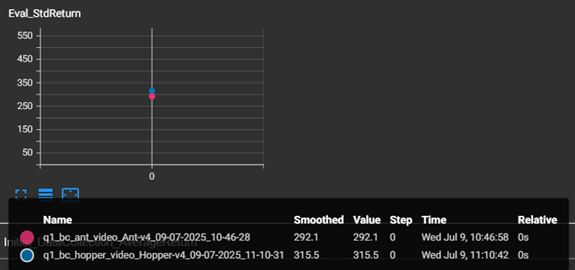 Eval_StdReturn
550
450
350
250
150
50
0
Name Smoothed Value Step Time Relative
q1_bc_ant_video_Ant-v4_09-07-2025_10-46-28 292.1 292.1 0 Wed Jul 9, 10:46:58 0s
Initial_DataCollection_AverageReturn
q1_bc_hopper_video_Hopper-v4_09-07-2025_11-10-31 315.5 315.5 0 Wed Jul 9, 11:10:42 0s